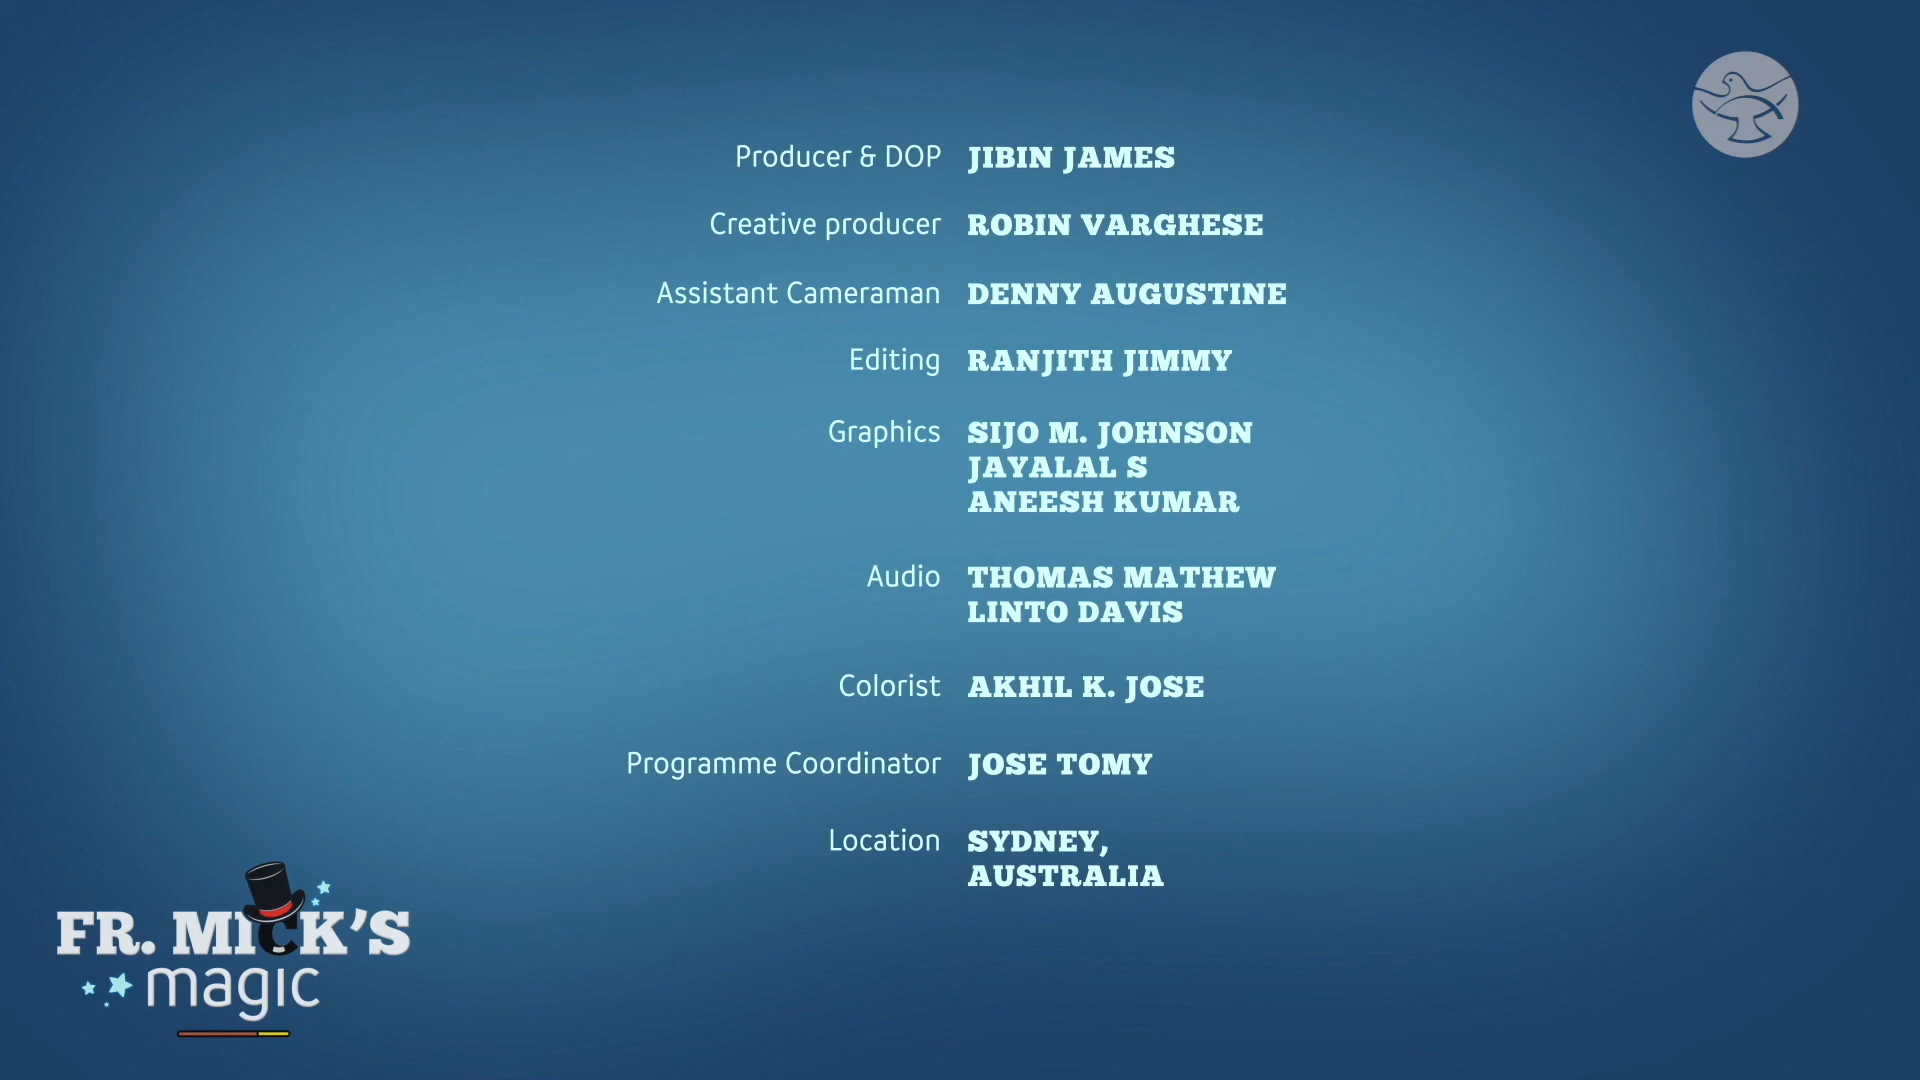 Producer & DOP JIBIN JAMES
Creative producer ROBIN VARGHESE
Assistant Cameraman DENNY AUGUSTINE
Editing RANJITH JIMMY
Graphics SIJO M. JOHNSON
JAYALAL S
ANEESH KUMAR
Audio THOMAS MATHEW
LINTO DAVIS
Colorist AKHIL K. JOSE
Programme Coordinator JOSE TOMY
Location SYDNEY,
AUSTRALIA
FR. MICK'S
magic